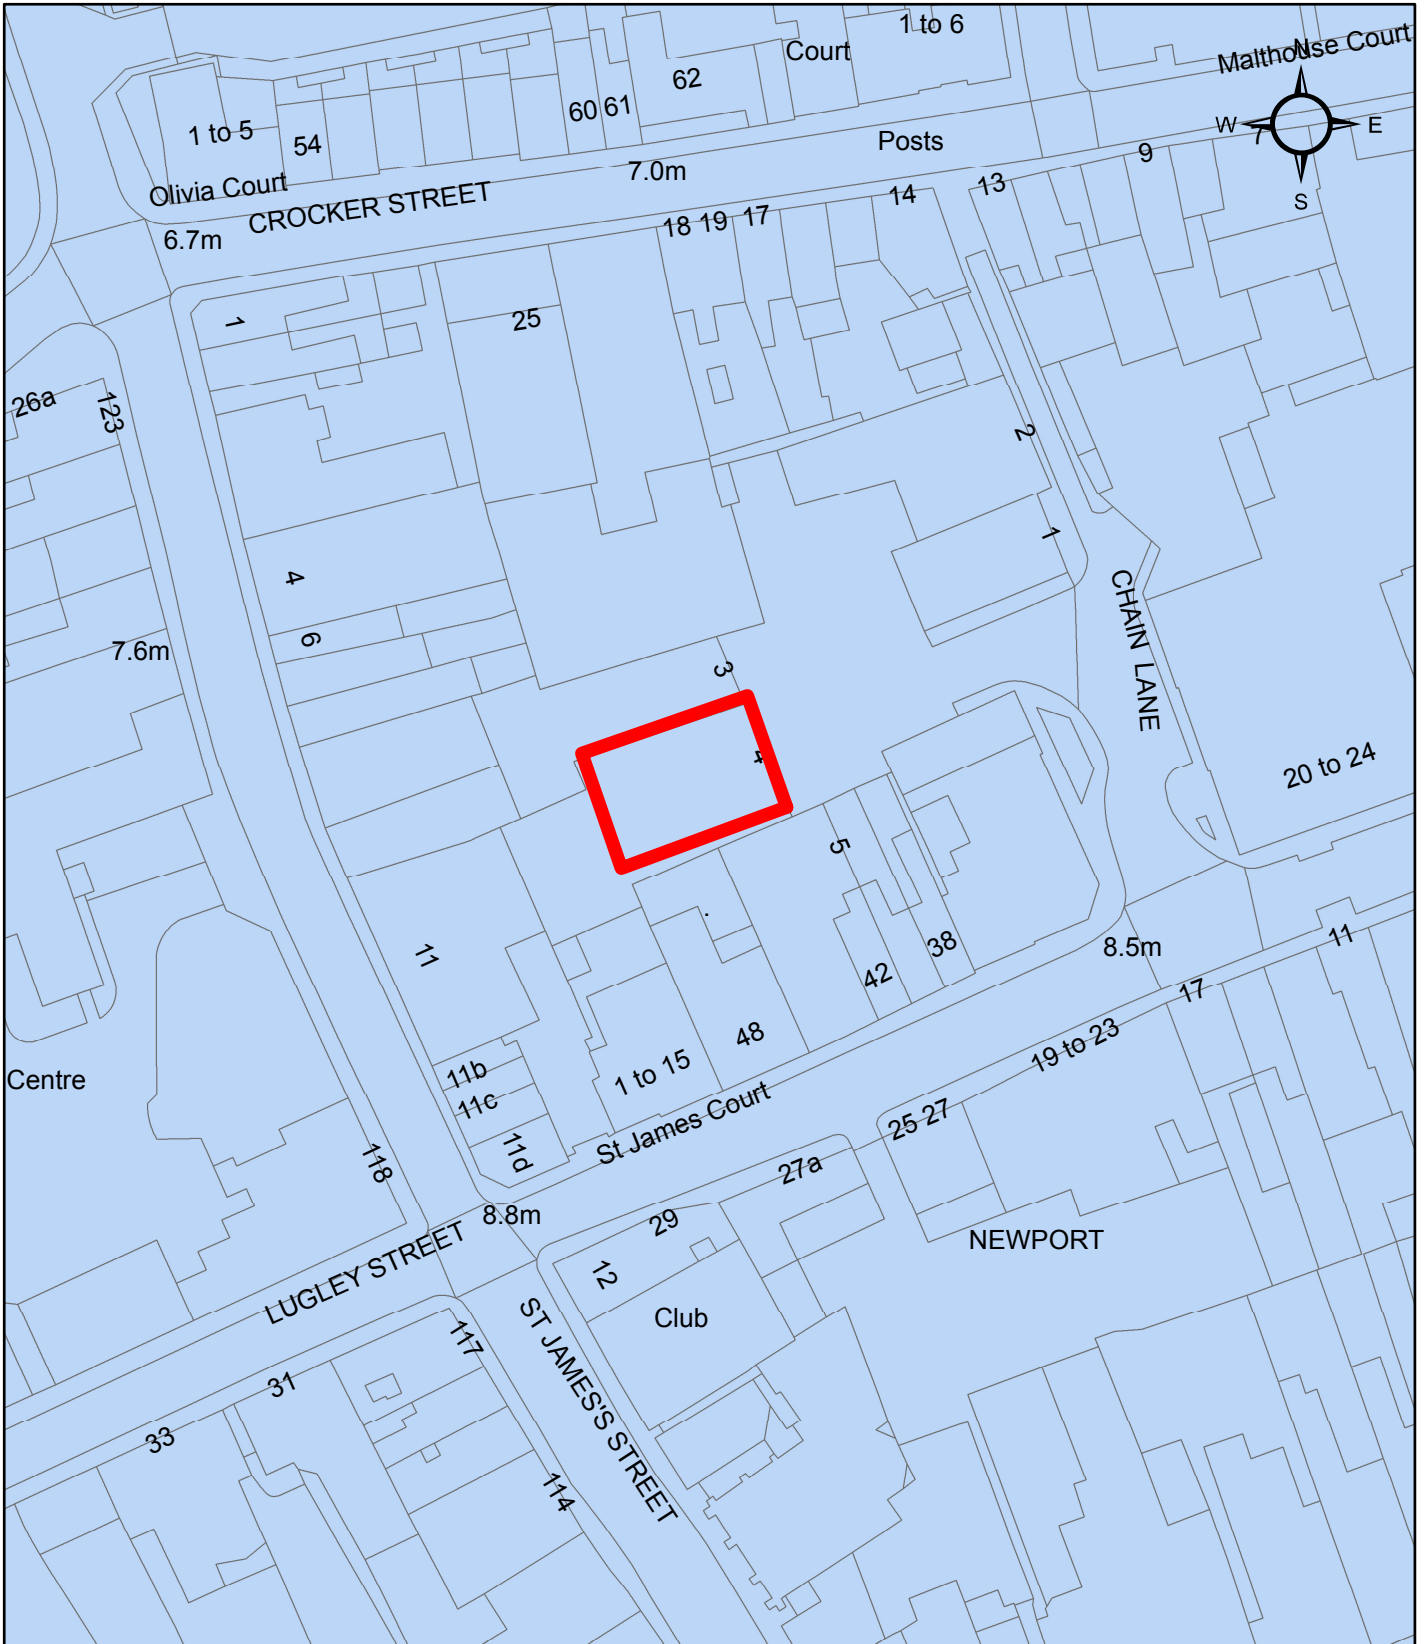 1 to 6
Court
Malthouse Court
N
W
E
S
62
60
61
1 to 5
54
Posts
7
9
7.0m
Olivia Court
CROCKER STREET
13
14
18
19
17
6.7m
1
25
26a
123
2
1
4
6
CHAIN LANE
7.6m
3
4
20 to 24
5
11
38
42
8.5m
11
17
48
19 to 23
1 to 15
11b
11c
11d
Centre
St James Court
25
27
27a
118
8.8m
29
NEWPORT
LUGLEY STREET
12
Club
ST JAMES'S STREET
117
31
33
114